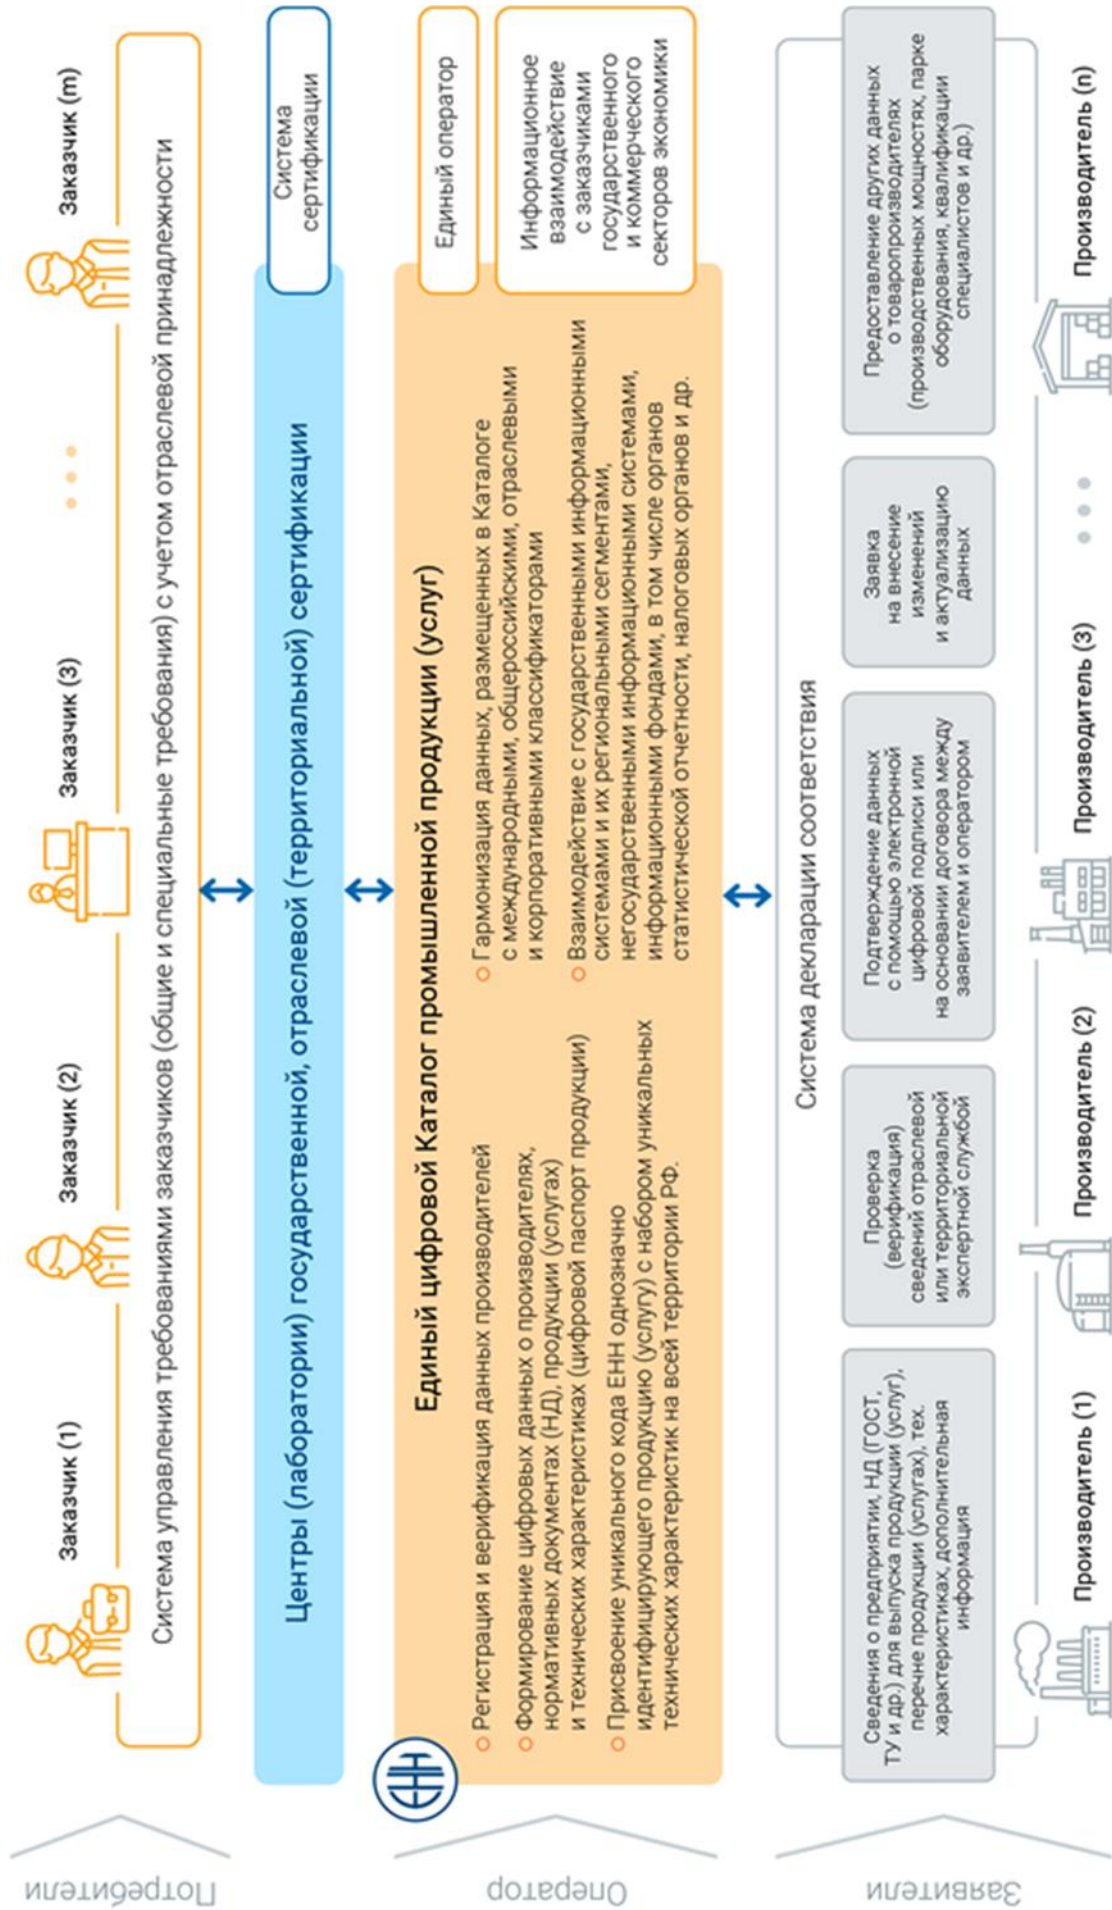 Потребители
Заказчик (1)
Заказчик (2)
Заказчик (3)
Заказчик (m)
Система управления требованиями заказчиков (общие и специальные требования) с учетом отраслевой принадлежности
Центры (лаборатории) государственной, отраслевой (территориальной) сертификации
Система
сертификации
Оператор
ЕНН
Единый цифровой Каталог промышленной продукции (услуг)
Единый оператор
Регистрация и верификация данных производителей
Формирование цифровых данных о производителях,
нормативных документах (НД), продукции (услугах)
и технических характеристиках (цифровой паспорт продукции)
Присвоение уникального кода ЕНН однозначно
идентифицирующего продукцию (услугу) с набором уникальных
технических характеристик на всей территории РФ.
Гармонизация данных, размещенных в Каталоге
с международными, общероссийскими, отраслевыми
и корпоративными классификаторами
Взаимодействие с государственными информационными
системами и их региональными сегментами,
негосударственными информационными системами,
информационными фондами, в том числе органов
статистической отчетности, налоговых органов и др.
Информационное
взаимодействие
с заказчиками
государственного
и коммерческого
секторов экономики
Заявители
Система декларации соответствия
Сведения о предприятии, НД (ГОСТ,
ТУ и др.) для выпуска продукции (услуг),
перечне продукции (услугах), тех.
характеристиках, дополнительная
информация
Проверка
(верификация)
сведений отраслевой
или территориальной
экспертной службой
Подтверждение данных
с помощью электронной
цифровой подписи или
на основании договора между
заявителем и оператором
Заявка
на внесение
изменений
и актуализацию
данных
Предоставление других данных
о товаропроизводителях
(производственных мощностях, парке
оборудования, квалификации
специалистов и др.)
Производитель (1)
Производитель (2)
Производитель (3)
Производитель (n)